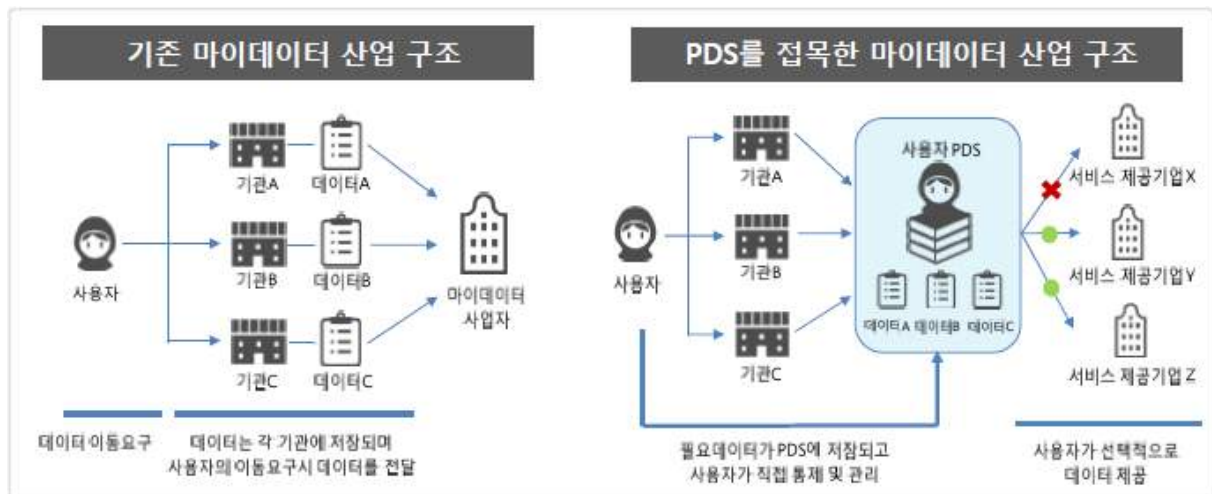 기존 마이데이터 산업 구조
사용자
기관A
데이터A
기관B
데이터B
기관C
데이터C
마이데이터
사업자
데이터 이동요구
데이터는 각 기관에 저장되며
사용자의 이동요구시 데이터를 전달
PDS를 접목한 마이데이터 산업 구조
사용자
기관A
기관B
기관C
사용자 PDS
데이터A 데이터B 데이터C
서비스 제공기업X
서비스 제공기업Y
서비스 제공기업 Z
필요데이터가 PDS에 저장되고
사용자가 직접 통제 및 관리
사용자가 선택적으로
데이터 제공